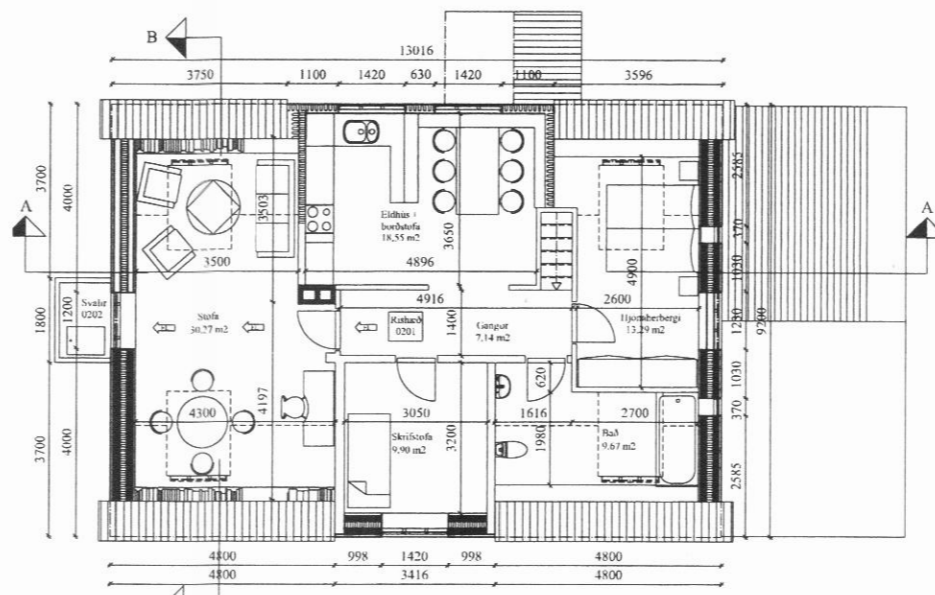 B
13016
3750 1100 1420 630 1420 1100 3596
3700
4000
A
1800
1200
3700
4000
Svalir
0202
3503
3500
Stofa
30,27 m2
4300
4197
Eldhús +
borðstofa
18,55 m2
3650
4896
4916
Rishæð
0201
1400
Gangur
7,14 m2
4900
2600
Hjónaherbergi
13,29 m2
3050
Skrifstofa
9,90 m2
3200
620
1616
1980
2700
Bað
9,67 m2
2585
370
1030
1230
1030
370
2585
9200
A
4800 998 1420 998 4800
4800 3416 4800